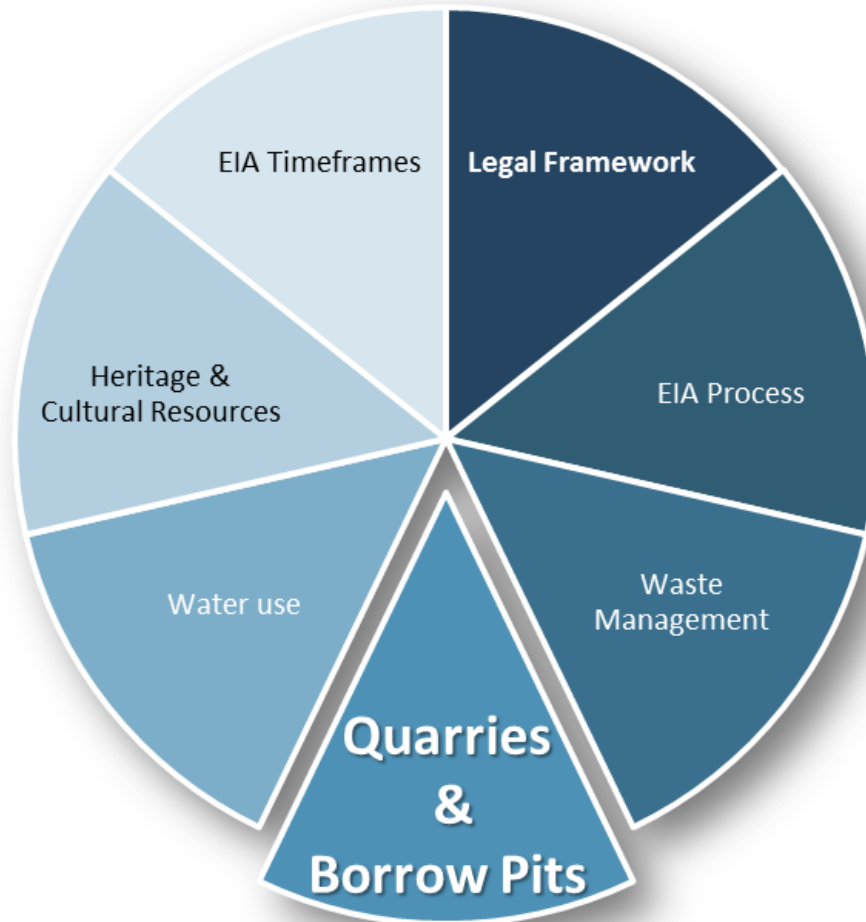 EIA Timeframes
Legal Framework
Heritage &
Cultural Resources
EIA Process
Water use
Waste
Management
Quarries
&
Borrow Pits